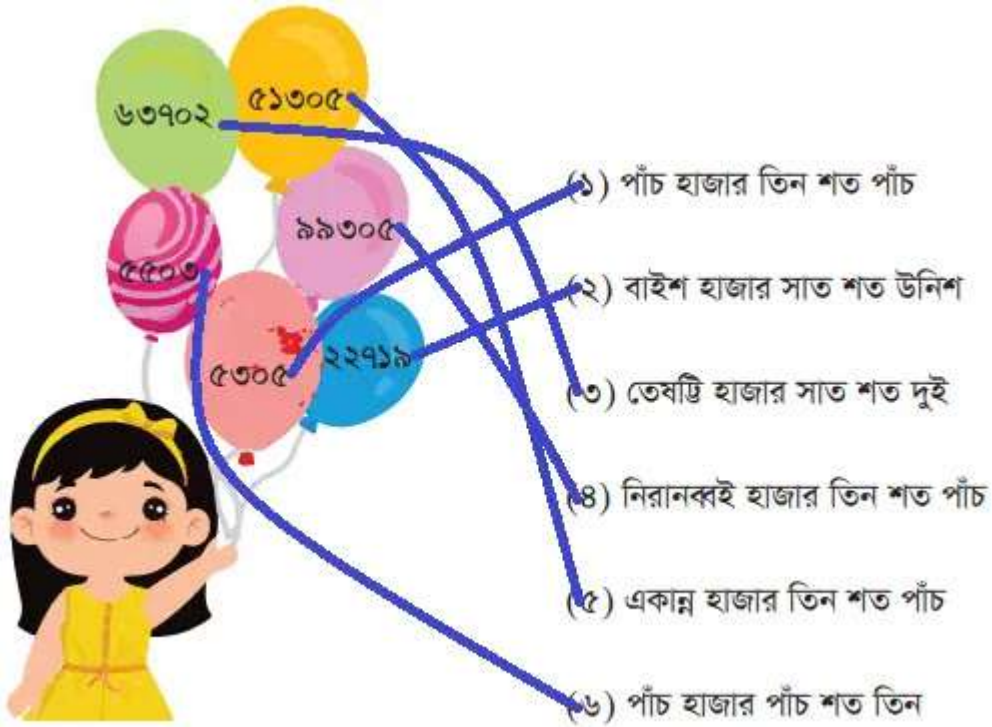 ৬৩৭০২
৫১৩০৫
৯৯৩০৫
৫৫০৩
৫৩০৫
২২৭১৯
(১) পাঁচ হাজার তিন শত পাঁচ
(২) বাইশ হাজার সাত শত উনিশ
(৩) তেষট্টি হাজার সাত শত দুই
(৪) নিরানব্বই হাজার তিন শত পাঁচ
(৫) একান্ন হাজার তিন শত পাঁচ
(৬) পাঁচ হাজার পাঁচ শত তিন